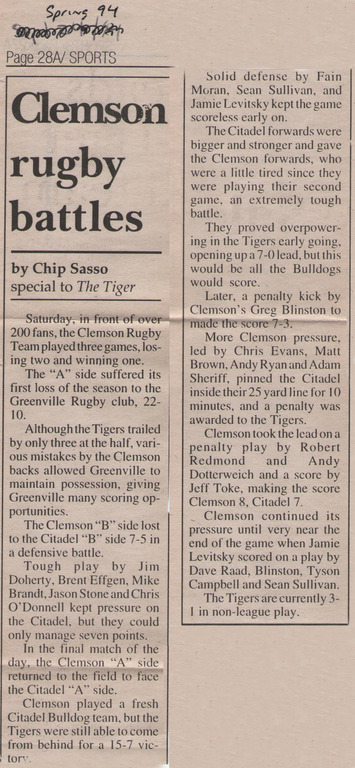 Spring 94
Page 28A/ SPORTS
Clemson
rugby
battles
by Chip Sasso
special to The Tiger
Saturday, in front of over
200 fans, the Clemson Rugby
Team played three games, los-
ing two and winning one.
The "A" side suffered its
first loss of the season to the
Greenville Rugby club, 22-
10.
Although the Tigers trailed
by only three at the half, vari-
ous mistakes by the Clemson
backs allowed Greenville to
maintain possession, giving
Greenville many scoring op-
portunities.
The Clemson "B" side lost
to the Citadel "B" side 7-5 in
a defensive battle.
Tough play by Jim
Doherty, Brent Effgen, Mike
Brandt, Jason Stone and Chris
O'Donnell kept pressure on
the Citadel, but they could
only manage seven points.
In the final match of the
day, the Clemson "A" side
returned to the field to face
the Citadel "A" side.
Clemson played a fresh
Citadel Bulldog team, but the
Tigers were still able to come
from behind for a 15-7 vic-
tory.
Solid defense by Fain
Moran, Sean Sullivan, and
Jamie Levitsky kept the game
scoreless early on.
The Citadel forwards were
bigger and stronger and gave
the Clemson forwards, who
were a little tired since they
were playing their second
game, an extremely tough
battle.
They proved overpower-
ing in the Tigers early going,
opening up a 7-0 lead, but this
would be all the Bulldogs
would score.
Later, a penalty kick by
Clemson's Greg Blinston to
made the score 7-3.
More Clemson pressure,
led by Chris Evans, Matt
Brown, Andy Ryan and Adam
Sheriff, pinned the Citadel
inside their 25 yard line for 10
minutes, and a penalty was
awarded to the Tigers.
Clemson took the lead on a
penalty play by Robert
Redmond and Andy
Dotterweich and a score by
Jeff Toke, making the score
Clemson 8, Citadel 7.
Clemson continued its
pressure until very near the
end of the game when Jamie
Levitsky scored on a play by
Dave Raad, Blinston, Tyson
Campbell and Sean Sullivan.
The Tigers are currently 3-
1 in non-league play.